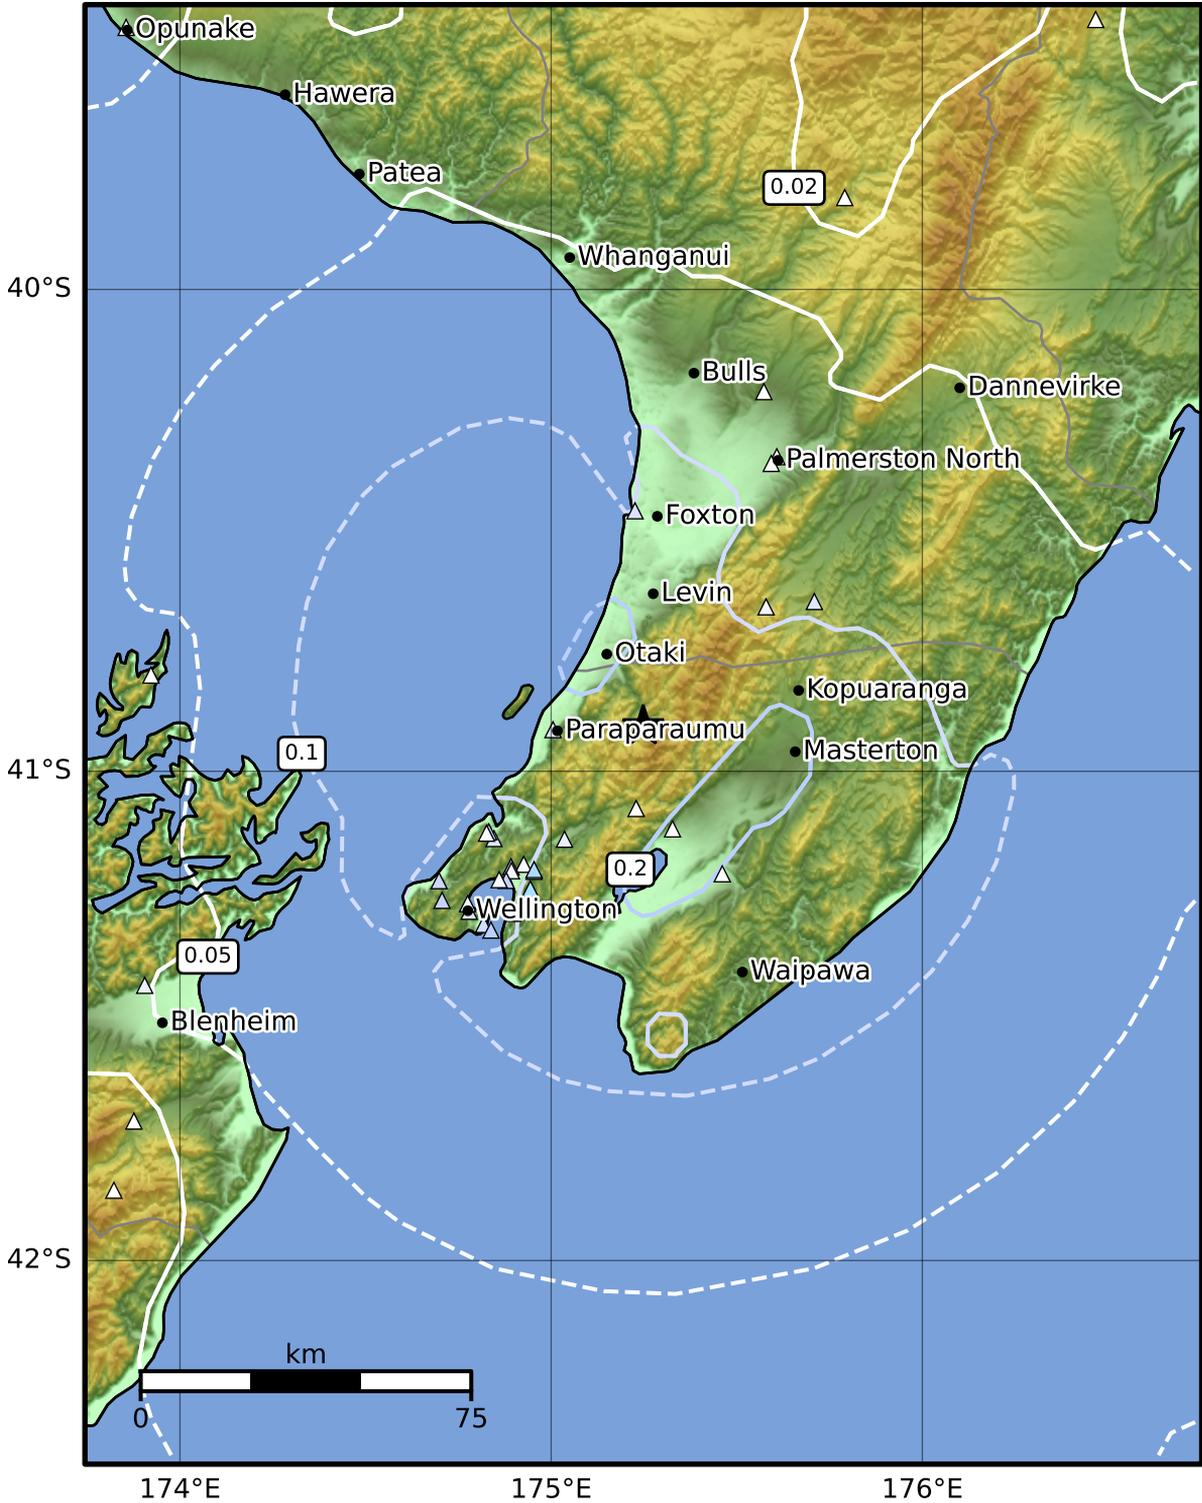 Opunake
Hawera
Patea
0.02
Whanganui
40°S
Bulls
Dannevirke
Palmerston North
Foxton
Levin
Otaki
Kopuaranga
Paraparaumu
0.1
Masterton
41°S
0.2
Wellington
0.05
Waipawa
Blenheim
42°S
km
0 75
174°E 175°E 176°E